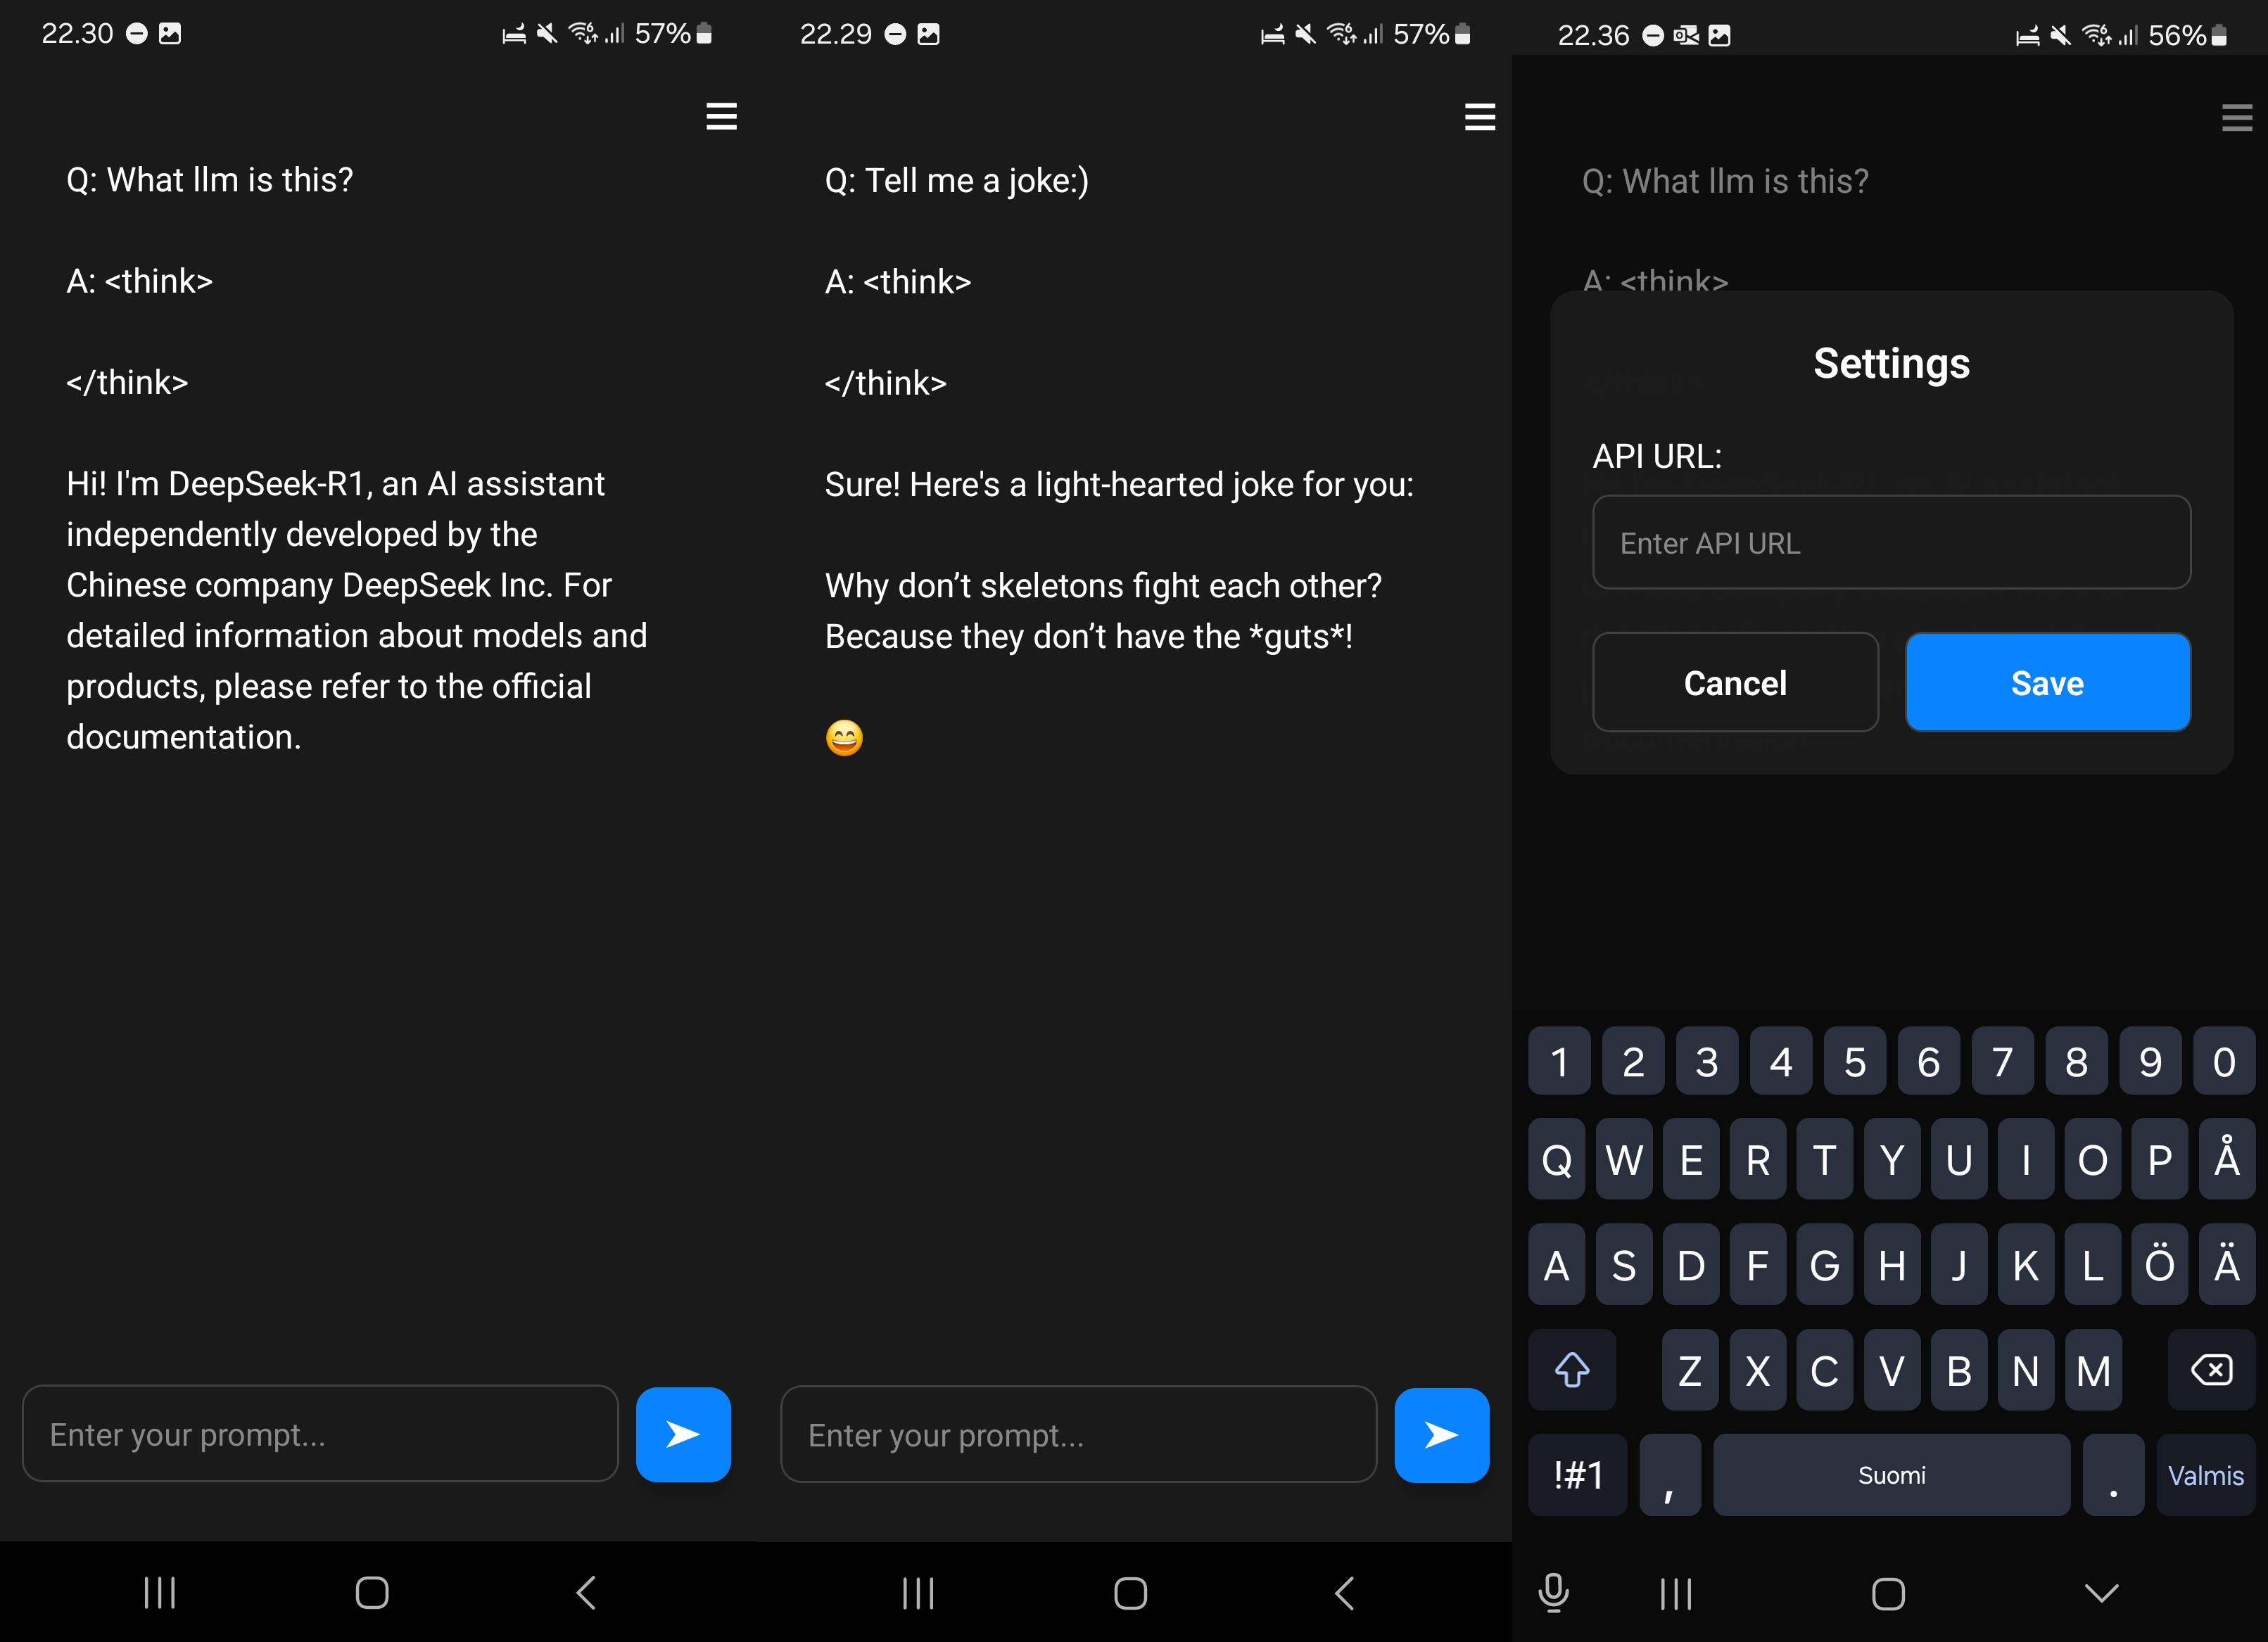 22.30
57%
Q: What llm is this?
A: <think>
</think>
Hi! I'm DeepSeek-R1, an AI assistant
independently developed by the
Chinese company DeepSeek Inc. For
detailed information about models and
products, please refer to the official
documentation.
Enter your prompt...
22.29
57%
Q: Tell me a joke:)
A: <think>
</think>
Sure! Here's a light-hearted joke for you:
Why don’t skeletons fight each other?
Because they don’t have the *guts*!
Enter your prompt...
22.36
56%
Q: What llm is this?
A: <think>
Settings
API URL:
Enter API URL
Cancel Save
1 2 3 4 5 6 7 8 9 0
Q W E R T Y U I O P Å
A S D F G H J K L Ö Ä
Z X C V B N M
!#1 , Suomi . Valmis